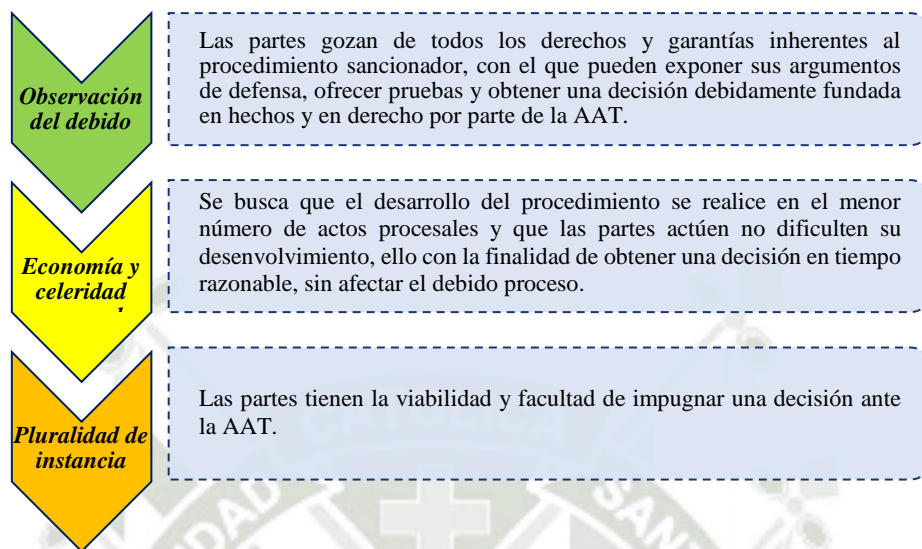 Observación
del debido
Las partes gozan de todos los derechos y garantías inherentes al
procedimiento sancionador, con el que pueden exponer sus argumentos
de defensa, ofrecer pruebas y obtener una decisión debidamente fundada
en hechos y en derecho por parte de la AAT.
Economía y
celeridad
Se busca que el desarrollo del procedimiento se realice en el menor
número de actos procesales y que las partes actúen no dificulten su
desenvolvimiento, ello con la finalidad de obtener una decisión en tiempo
razonable, sin afectar el debido proceso.
Pluralidad de
instancia
Las partes tienen la viabilidad y facultad de impugnar una decisión ante
la AAT.
CATOLICA